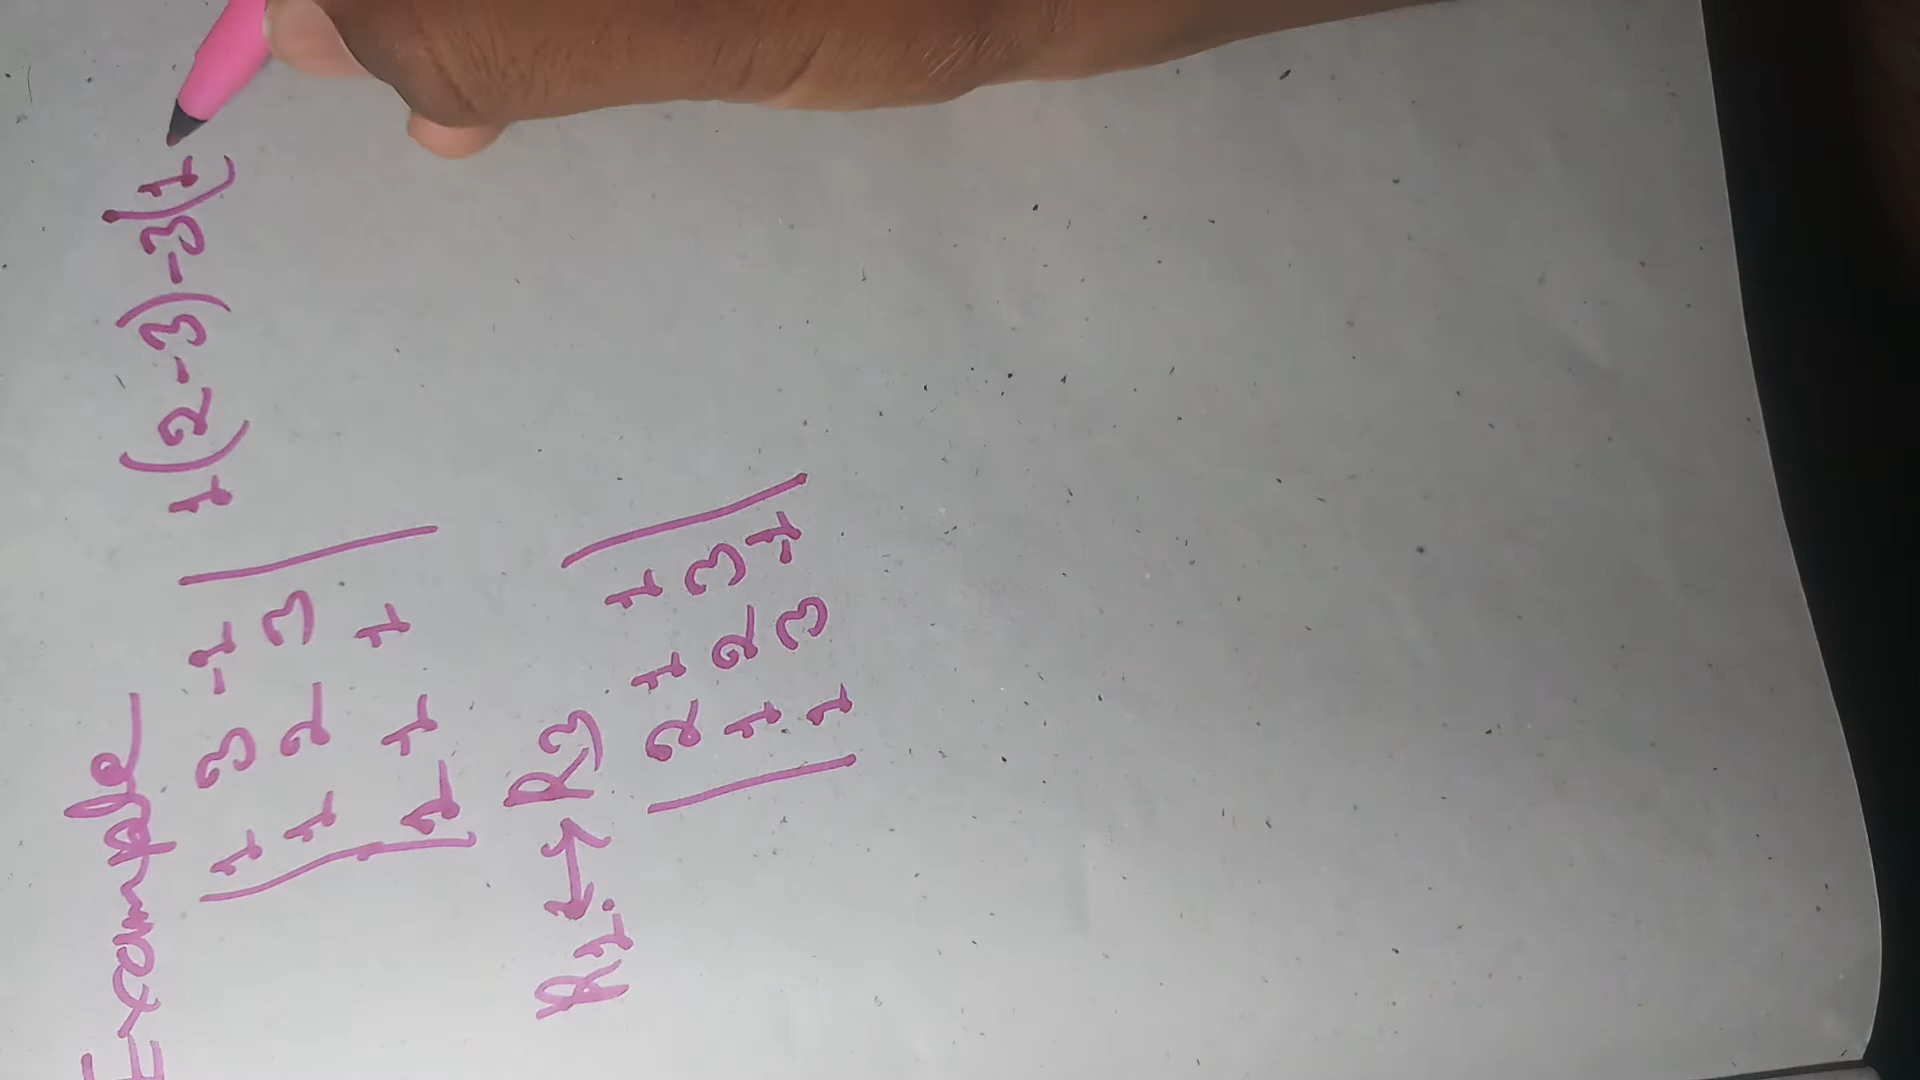 Example
| 1 3 -1 | 1(2-3)-3(1
| 1 2 3 |
| 2 1 1 |
R1↔R3
| 2 1 1 |
| 1 2 3 |
| 1 3 -1 |